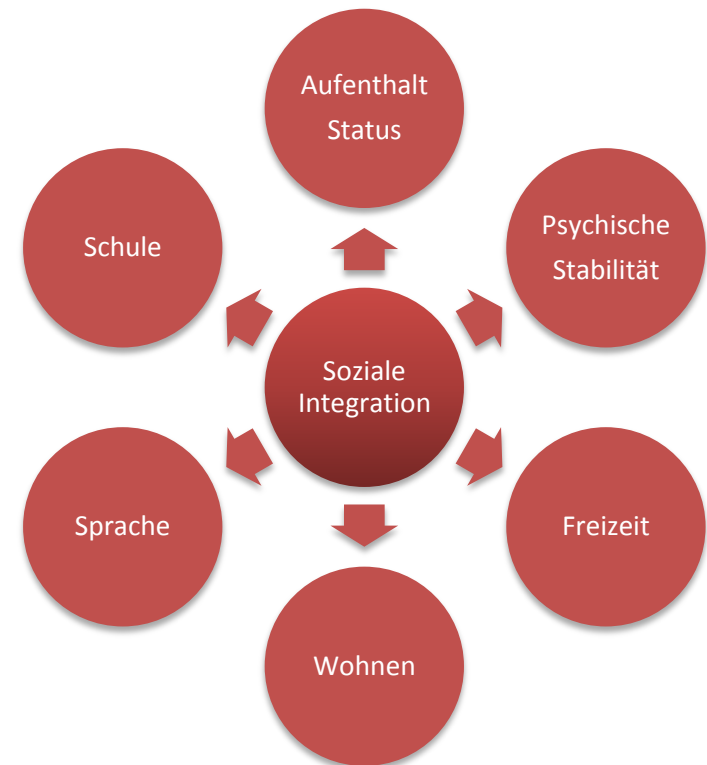 Aufenthalt
Status
Schule
Psychische
Stabilität
Soziale
Integration
Sprache
Freizeit
Wohnen